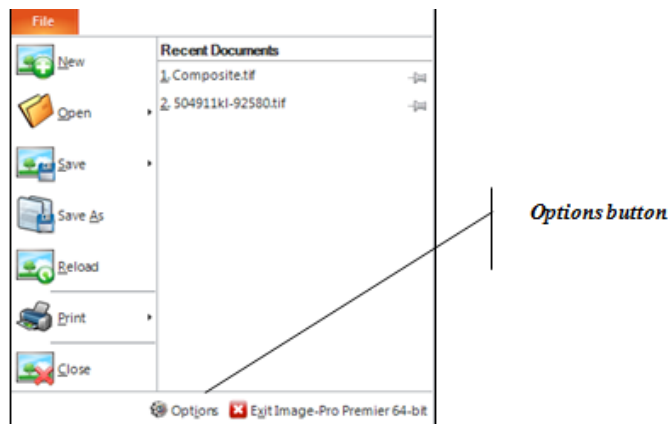 File
New
Open
Save
Save As
Reload
Print
Close
Recent Documents
1. Composite.tif
2. 504911kl-92580.tif
Options
Exit Image-Pro Premier 64-bit
Options button